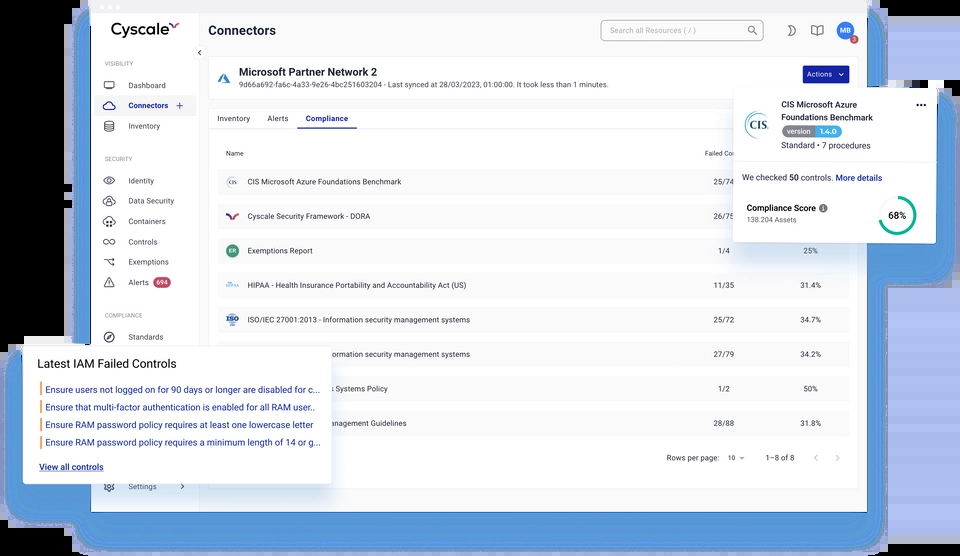 Cyscale
Connectors
Search all Resources ( / )
MB
3
VISIBILITY
Dashboard
Connectors
Inventory
SECURITY
Identity
Data Security
Containers
Controls
Exemptions
Alerts 694
COMPLIANCE
Standards
Settings
Microsoft Partner Network 2
9d66a692-fa6c-4a33-9e26-4bc251603204 - Last synced at 28/03/2023, 01:00:00. It took less than 1 minutes.
Actions
Inventory Alerts Compliance
Name Failed Co
CIS CIS Microsoft Azure Foundations Benchmark 25/74
Cyscale Security Framework - DORA 26/75
ER Exemptions Report 1/4 25%
HIPAA - Health Insurance Portability and Accountability Act (US) 11/35 31.4%
ISO ISO/IEC 27001:2013 - Information security management systems 25/72 34.7%
ormation security management systems 27/79 34.2%
s Systems Policy 1/2 50%
nagement Guidelines 28/88 31.8%
Rows per page: 10 1–8 of 8
CIS Microsoft Azure
Foundations Benchmark
CIS.
version 1.4.0
Standard • 7 procedures
We checked 50 controls. More details
Compliance Score
138.204 Assets
68%
Latest IAM Failed Controls
Ensure users not logged on for 90 days or longer are disabled for c...
Ensure that multi-factor authentication is enabled for all RAM user..
Ensure RAM password policy requires at least one lowercase letter
Ensure RAM password policy requires a minimum length of 14 or g...
View all controls